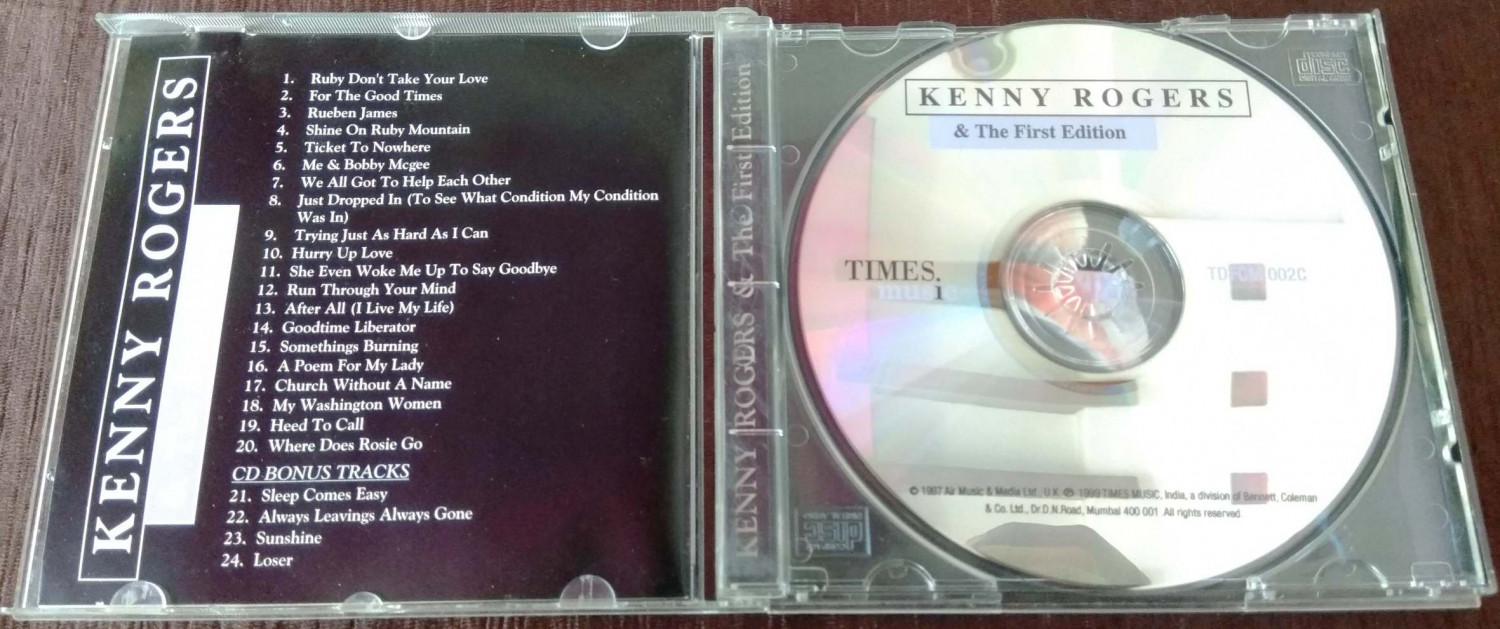 KENNY ROGERS
1. Ruby Don't Take Your Love
2. For The Good Times
3. Rueben James
4. Shine On Ruby Mountain
5. Ticket To Nowhere
6. Me & Bobby Mcgee
7. We All Got To Help Each Other
8. Just Dropped In (To See What Condition My Condition
Was In)
9. Trying Just As Hard As I Can
10. Hurry Up Love
11. She Even Woke Me Up To Say Goodbye
12. Run Through Your Mind
13. After All (I Live My Life)
14. Goodtime Liberator
15. Somethings Burning
16. A Poem For My Lady
17. Church Without A Name
18. My Washington Women
19. Heed To Call
20. Where Does Rosie Go
CD BONUS TRACKS
21. Sleep Comes Easy
22. Always Leavings Always Gone
23. Sunshine
24. Loser
KENNY ROGERS & The First Edition
KENNY ROGERS
& The First Edition
TIMES.
music
002C
© 1997 Air Music & Media Ltd., U.K. ℗ 1999 TIMES MUSIC, India, a division of Bennett, Coleman
& Co. Ltd., Dr.D.N.Road, Mumbai 400 001. All rights reserved.
disc
disc